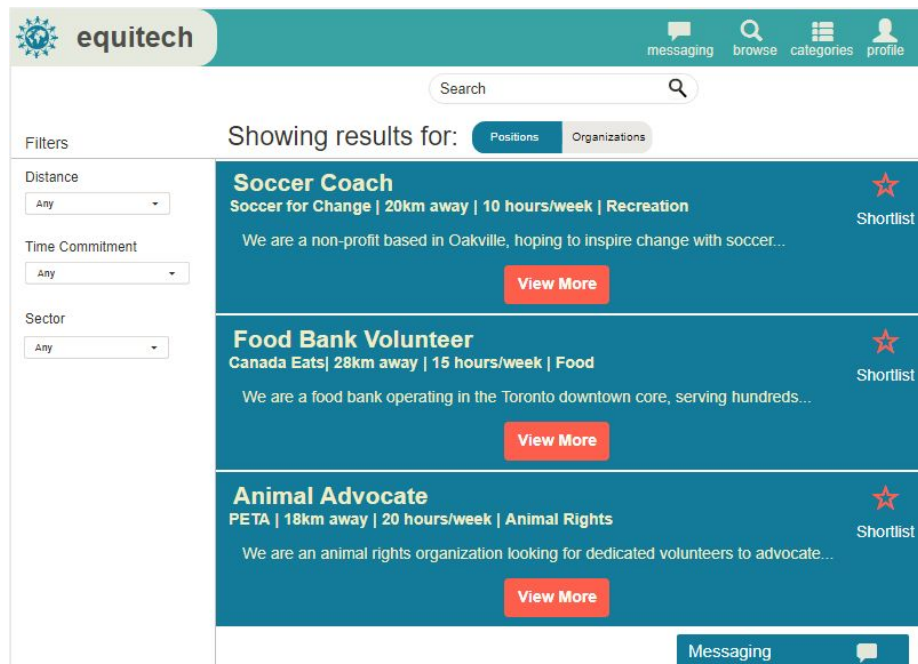 equitech
messaging browse categories profile
Search
Filters
Showing results for: Positions Organizations
Distance
Any
Time Commitment
Any
Sector
Any
Soccer Coach
Soccer for Change | 20km away | 10 hours/week | Recreation
Shortlist
We are a non-profit based in Oakville, hoping to inspire change with soccer...
View More
Food Bank Volunteer
Canada Eats| 28km away | 15 hours/week | Food
Shortlist
We are a food bank operating in the Toronto downtown core, serving hundreds...
View More
Animal Advocate
PETA | 18km away | 20 hours/week | Animal Rights
Shortlist
We are an animal rights organization looking for dedicated volunteers to advocate...
View More
Messaging